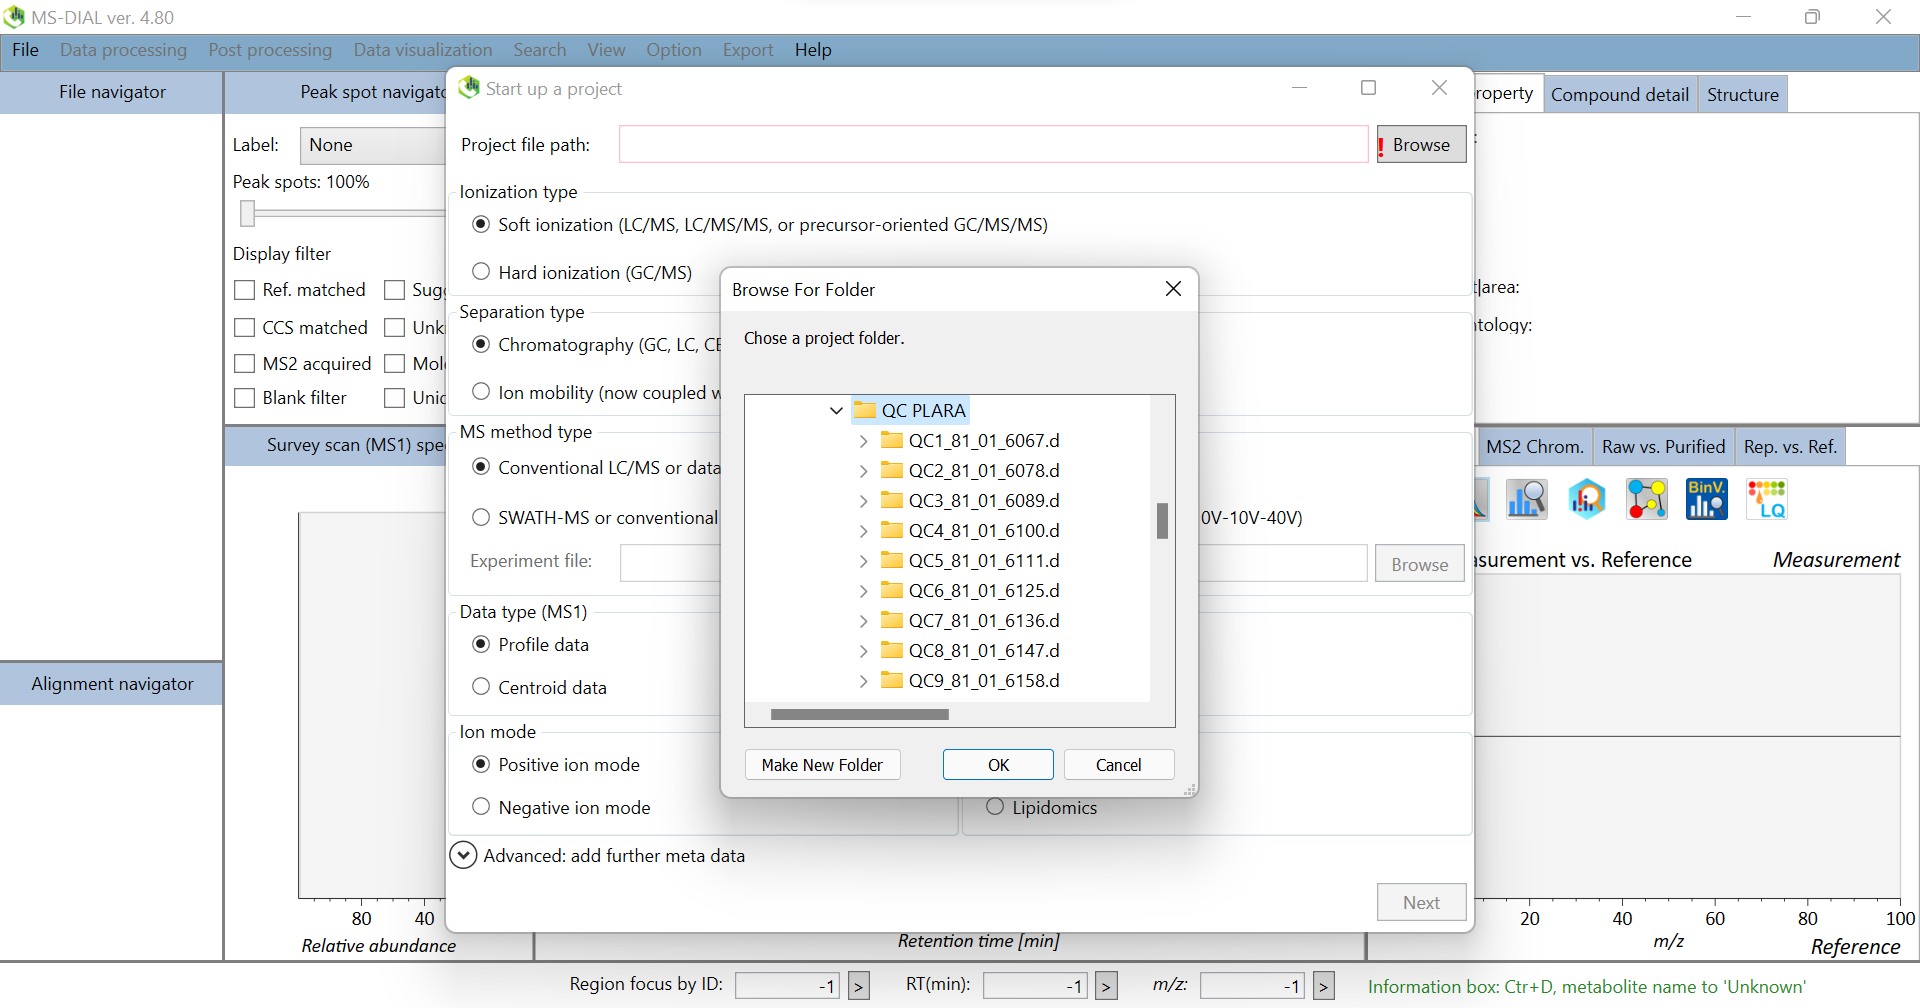 MS-DIAL ver. 4.80
File Data processing Post processing Data visualization Search View Option Export Help
File navigator
Peak spot navigato
Label: None
Peak spots: 100%
Display filter
Ref. matched
CCS matched
MS2 acquired
Blank filter
Survey scan (MS1) spe
80 40
Relative abundance
Alignment navigator
Start up a project
Project file path: ! Browse
Ionization type
Soft ionization (LC/MS, LC/MS/MS, or precursor-oriented GC/MS/MS)
Hard ionization (GC/MS)
Separation type
Chromatography (GC, LC, CE
Ion mobility (now coupled w
MS method type
Conventional LC/MS or data
SWATH-MS or conventional 0V-10V-40V)
Experiment file: Browse
Data type (MS1)
Profile data
Centroid data
Ion mode
Positive ion mode
Negative ion mode
Lipidomics
Advanced: add further meta data
Next
Browse For Folder
Chose a project folder.
QC PLARA
QC1_81_01_6067.d
QC2_81_01_6078.d
QC3_81_01_6089.d
QC4_81_01_6100.d
QC5_81_01_6111.d
QC6_81_01_6125.d
QC7_81_01_6136.d
QC8_81_01_6147.d
QC9_81_01_6158.d
Make New Folder OK Cancel
roperty Compound detail Structure
:
t|area:
tology:
MS2 Chrom. Raw vs. Purified Rep. vs. Ref.
BinV.
LQ
surement vs. Reference Measurement
20 40 60 80 100
m/z
Reference
Retention time [min]
Region focus by ID: -1 > RT(min): -1 > m/z: -1 > Information box: Ctr+D, metabolite name to 'Unknown'